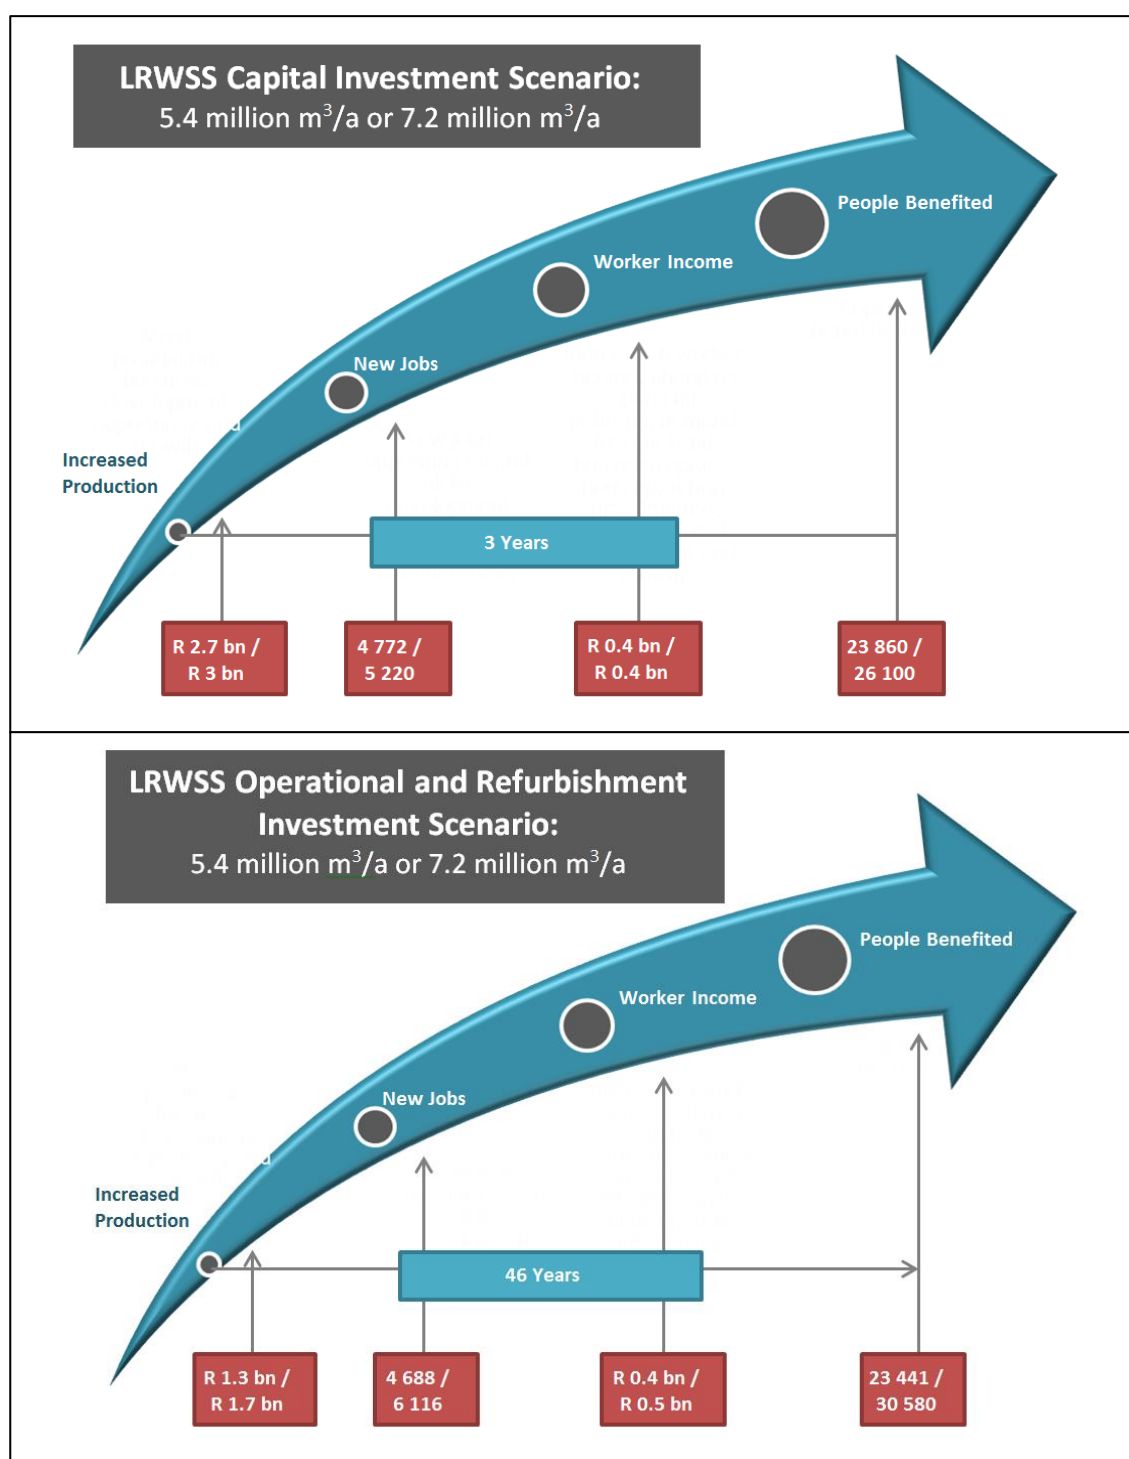 LRWSS Capital Investment Scenario:
5.4 million m³/a or 7.2 million m³/a
People Benefited
Worker Income
New Jobs
Increased
Production
3 Years
R 2.7 bn /
R 3 bn
4 772 /
5 220
R 0.4 bn /
R 0.4 bn
23 860 /
26 100
LRWSS Operational and Refurbishment
Investment Scenario:
5.4 million m³/a or 7.2 million m³/a
People Benefited
Worker Income
New Jobs
Increased
Production
46 Years
R 1.3 bn /
R 1.7 bn
4 688 /
6 116
R 0.4 bn /
R 0.5 bn
23 441 /
30 580